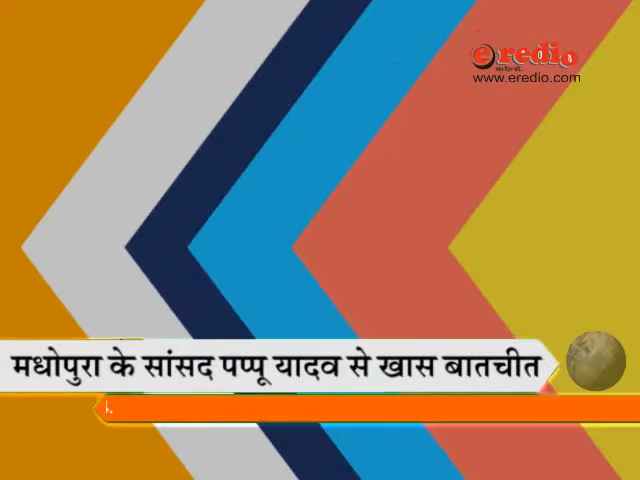 eredio
www.eredio.com
मधोपुरा के सांसद पप्पू यादव से खास बातचीत